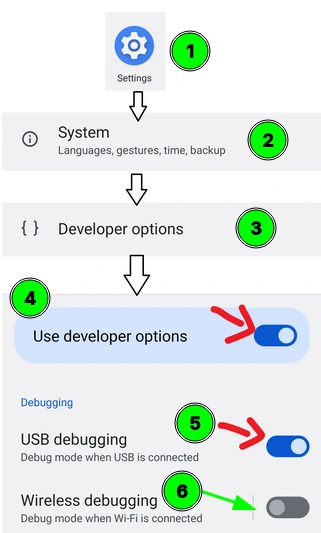 Settings
1
System
Languages, gestures, time, backup
2
{ } Developer options
3
4
Use developer options
Debugging
5
USB debugging
Debug mode when USB is connected
6
Wireless debugging
Debug mode when Wi-Fi is connected